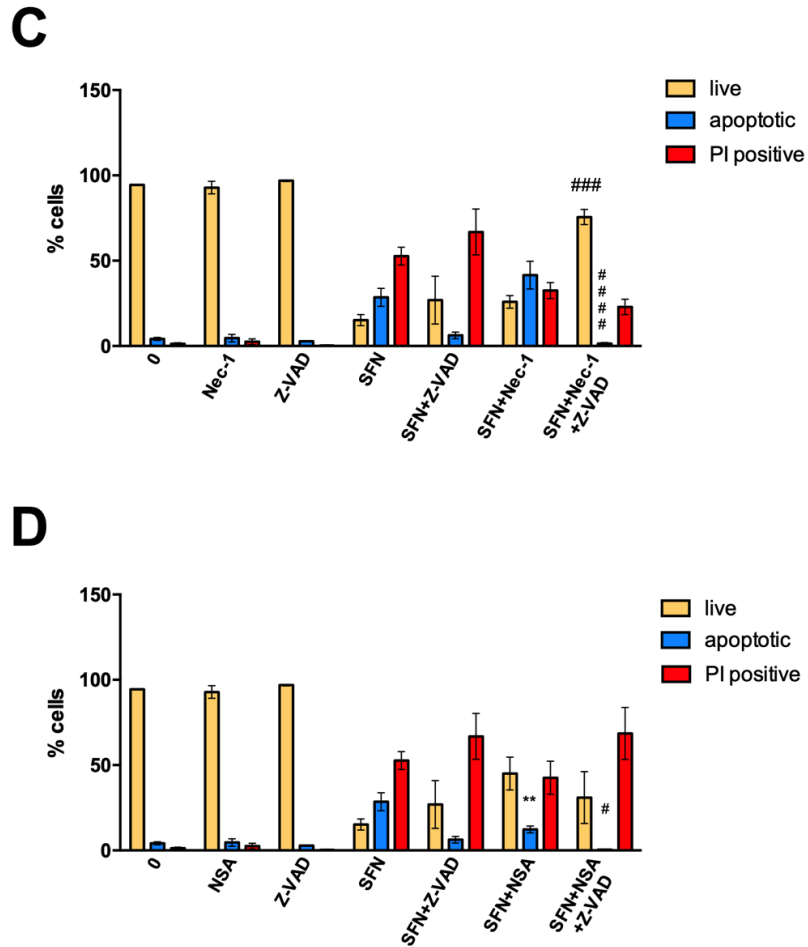 C
150
100
50
0
% cells
live
apoptotic
PI positive
###
#
#
#
#
0
Nec-1
Z-VAD
SFN
SFN+Z-VAD
SFN+Nec-1
SFN+Nec-1
+Z-VAD
D
150
100
50
0
% cells
live
apoptotic
PI positive
**
#
0
NSA
Z-VAD
SFN
SFN+Z-VAD
SFN+NSA
SFN+NSA
+Z-VAD